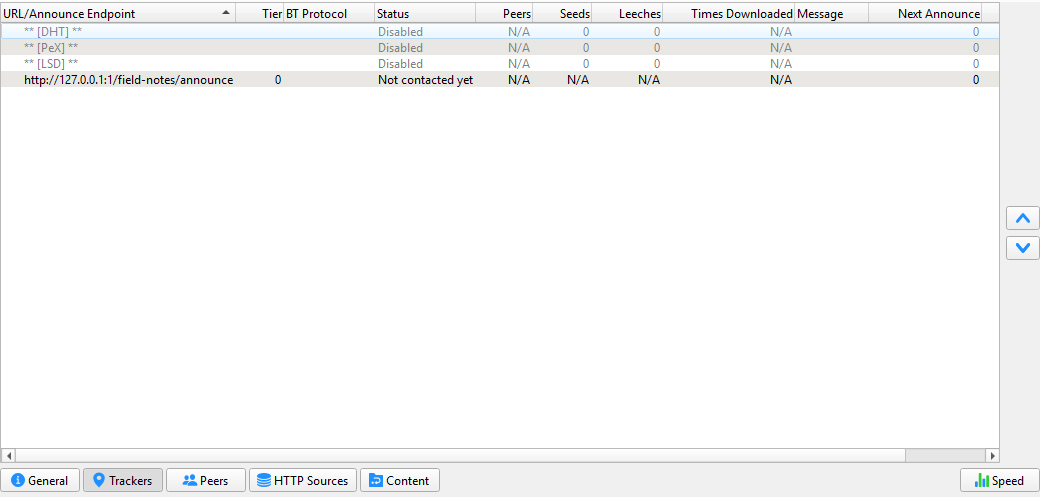 URL/Announce Endpoint Tier BT Protocol Status Peers Seeds Leeches Times Downloaded Message Next Announce
** [DHT] ** Disabled N/A 0 0 N/A 0
** [PeX] ** Disabled N/A 0 0 N/A 0
** [LSD] ** Disabled N/A 0 0 N/A 0
http://127.0.0.1:1/field-notes/announce 0 Not contacted yet N/A N/A N/A N/A 0
General Trackers Peers HTTP Sources Content Speed